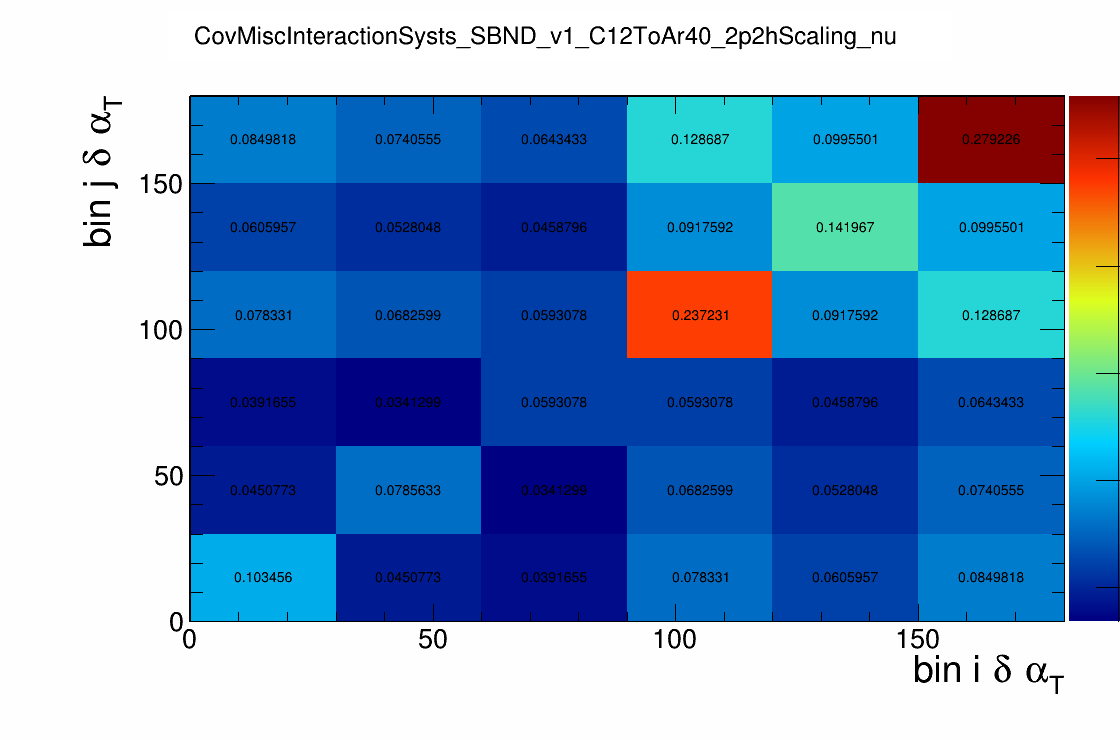 CovMiscInteractionSysts_SBND_v1_C12ToAr40_2p2hScaling_nu
bin j δ α_T
150
100
50
0
0.0849818 0.0740555 0.0643433 0.128687 0.0995501 0.279226
0.0605957 0.0528048 0.0458796 0.0917592 0.141967 0.0995501
0.078331 0.0682599 0.0593078 0.237231 0.0917592 0.128687
0.0391655 0.0341299 0.0593078 0.0593078 0.0458796 0.0643433
0.0450773 0.0785633 0.0341299 0.0682599 0.0528048 0.0740555
0.103456 0.0450773 0.0391655 0.078331 0.0605957 0.0849818
0 50 100 150
bin i δ α_T